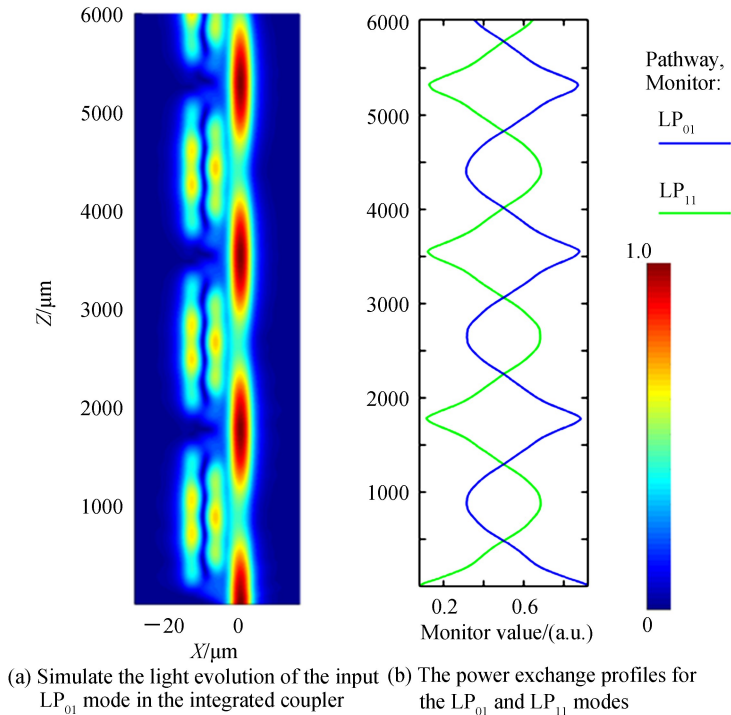 6000
5000
4000
3000
2000
1000
Z/μm
−20 0
X/μm
(a) Simulate the light evolution of the input
LP01 mode in the integrated coupler
6000
5000
4000
3000
2000
1000
0.2 0.6
Monitor value/(a.u.)
(b) The power exchange profiles for
the LP01 and LP11 modes
Pathway,
Monitor:
LP01
LP11
1.0
0